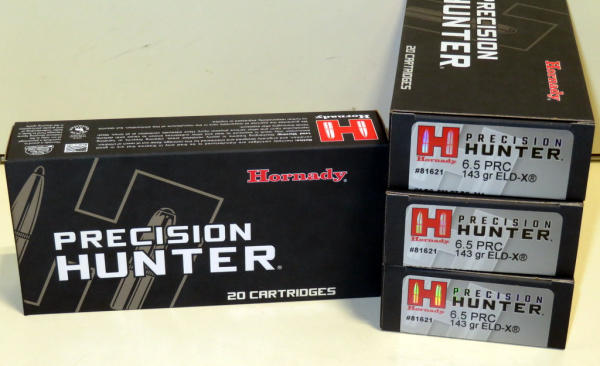 Hornady
H
Hornady®
PRECISION
HUNTER®
20 CARTRIDGES
PRECISION
HUNTER®
20 CARTRIDGES
Hornady
H
Hornady
#81621
PRECISION
HUNTER®
6.5 PRC
143 gr ELD-X®
H
Hornady
#81621
PRECISION
HUNTER®
6.5 PRC
143 gr ELD-X®
H
Hornady
#81621
PRECISION
HUNTER®
6.5 PRC
143 gr ELD-X®